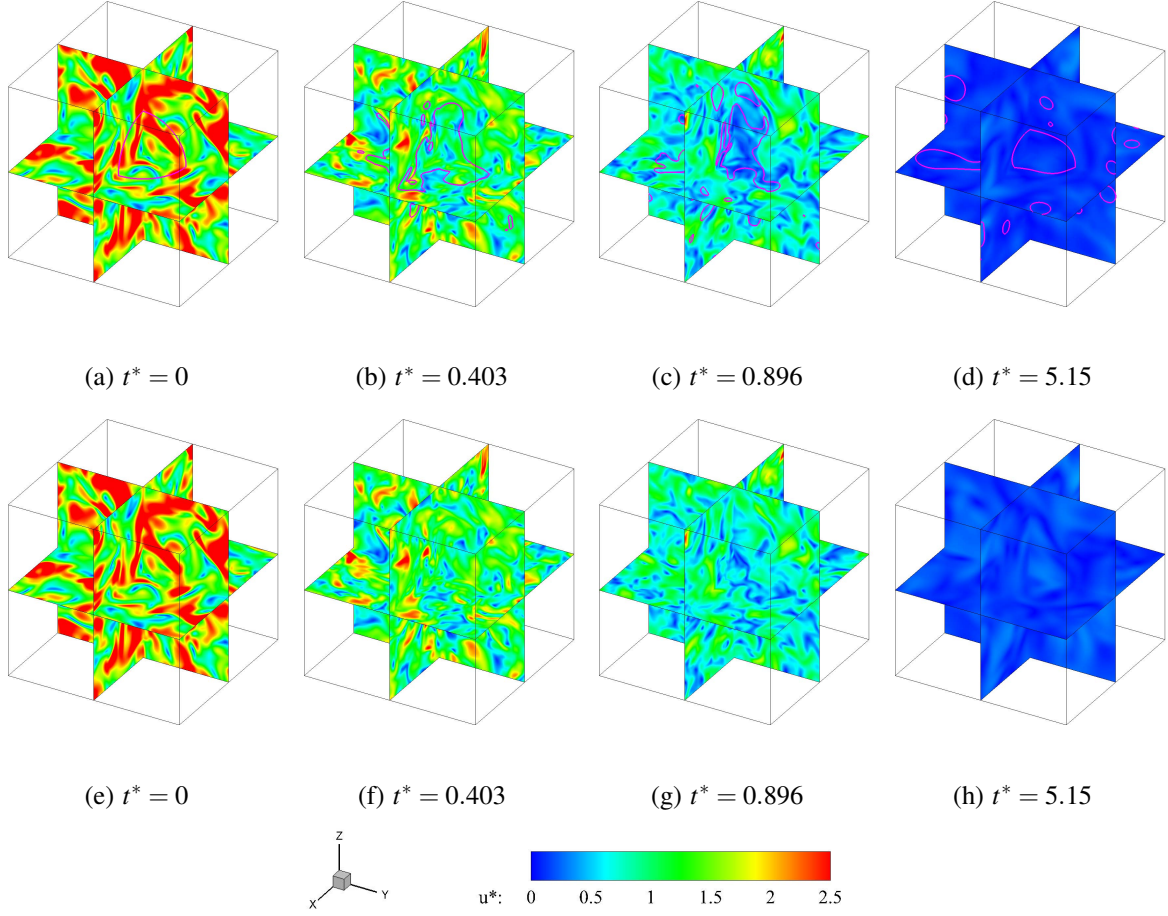 (a) t* = 0 (b) t* = 0.403 (c) t* = 0.896 (d) t* = 5.15
(e) t* = 0 (f) t* = 0.403 (g) t* = 0.896 (h) t* = 5.15
Z
X Y
u*: 0 0.5 1 1.5 2 2.5